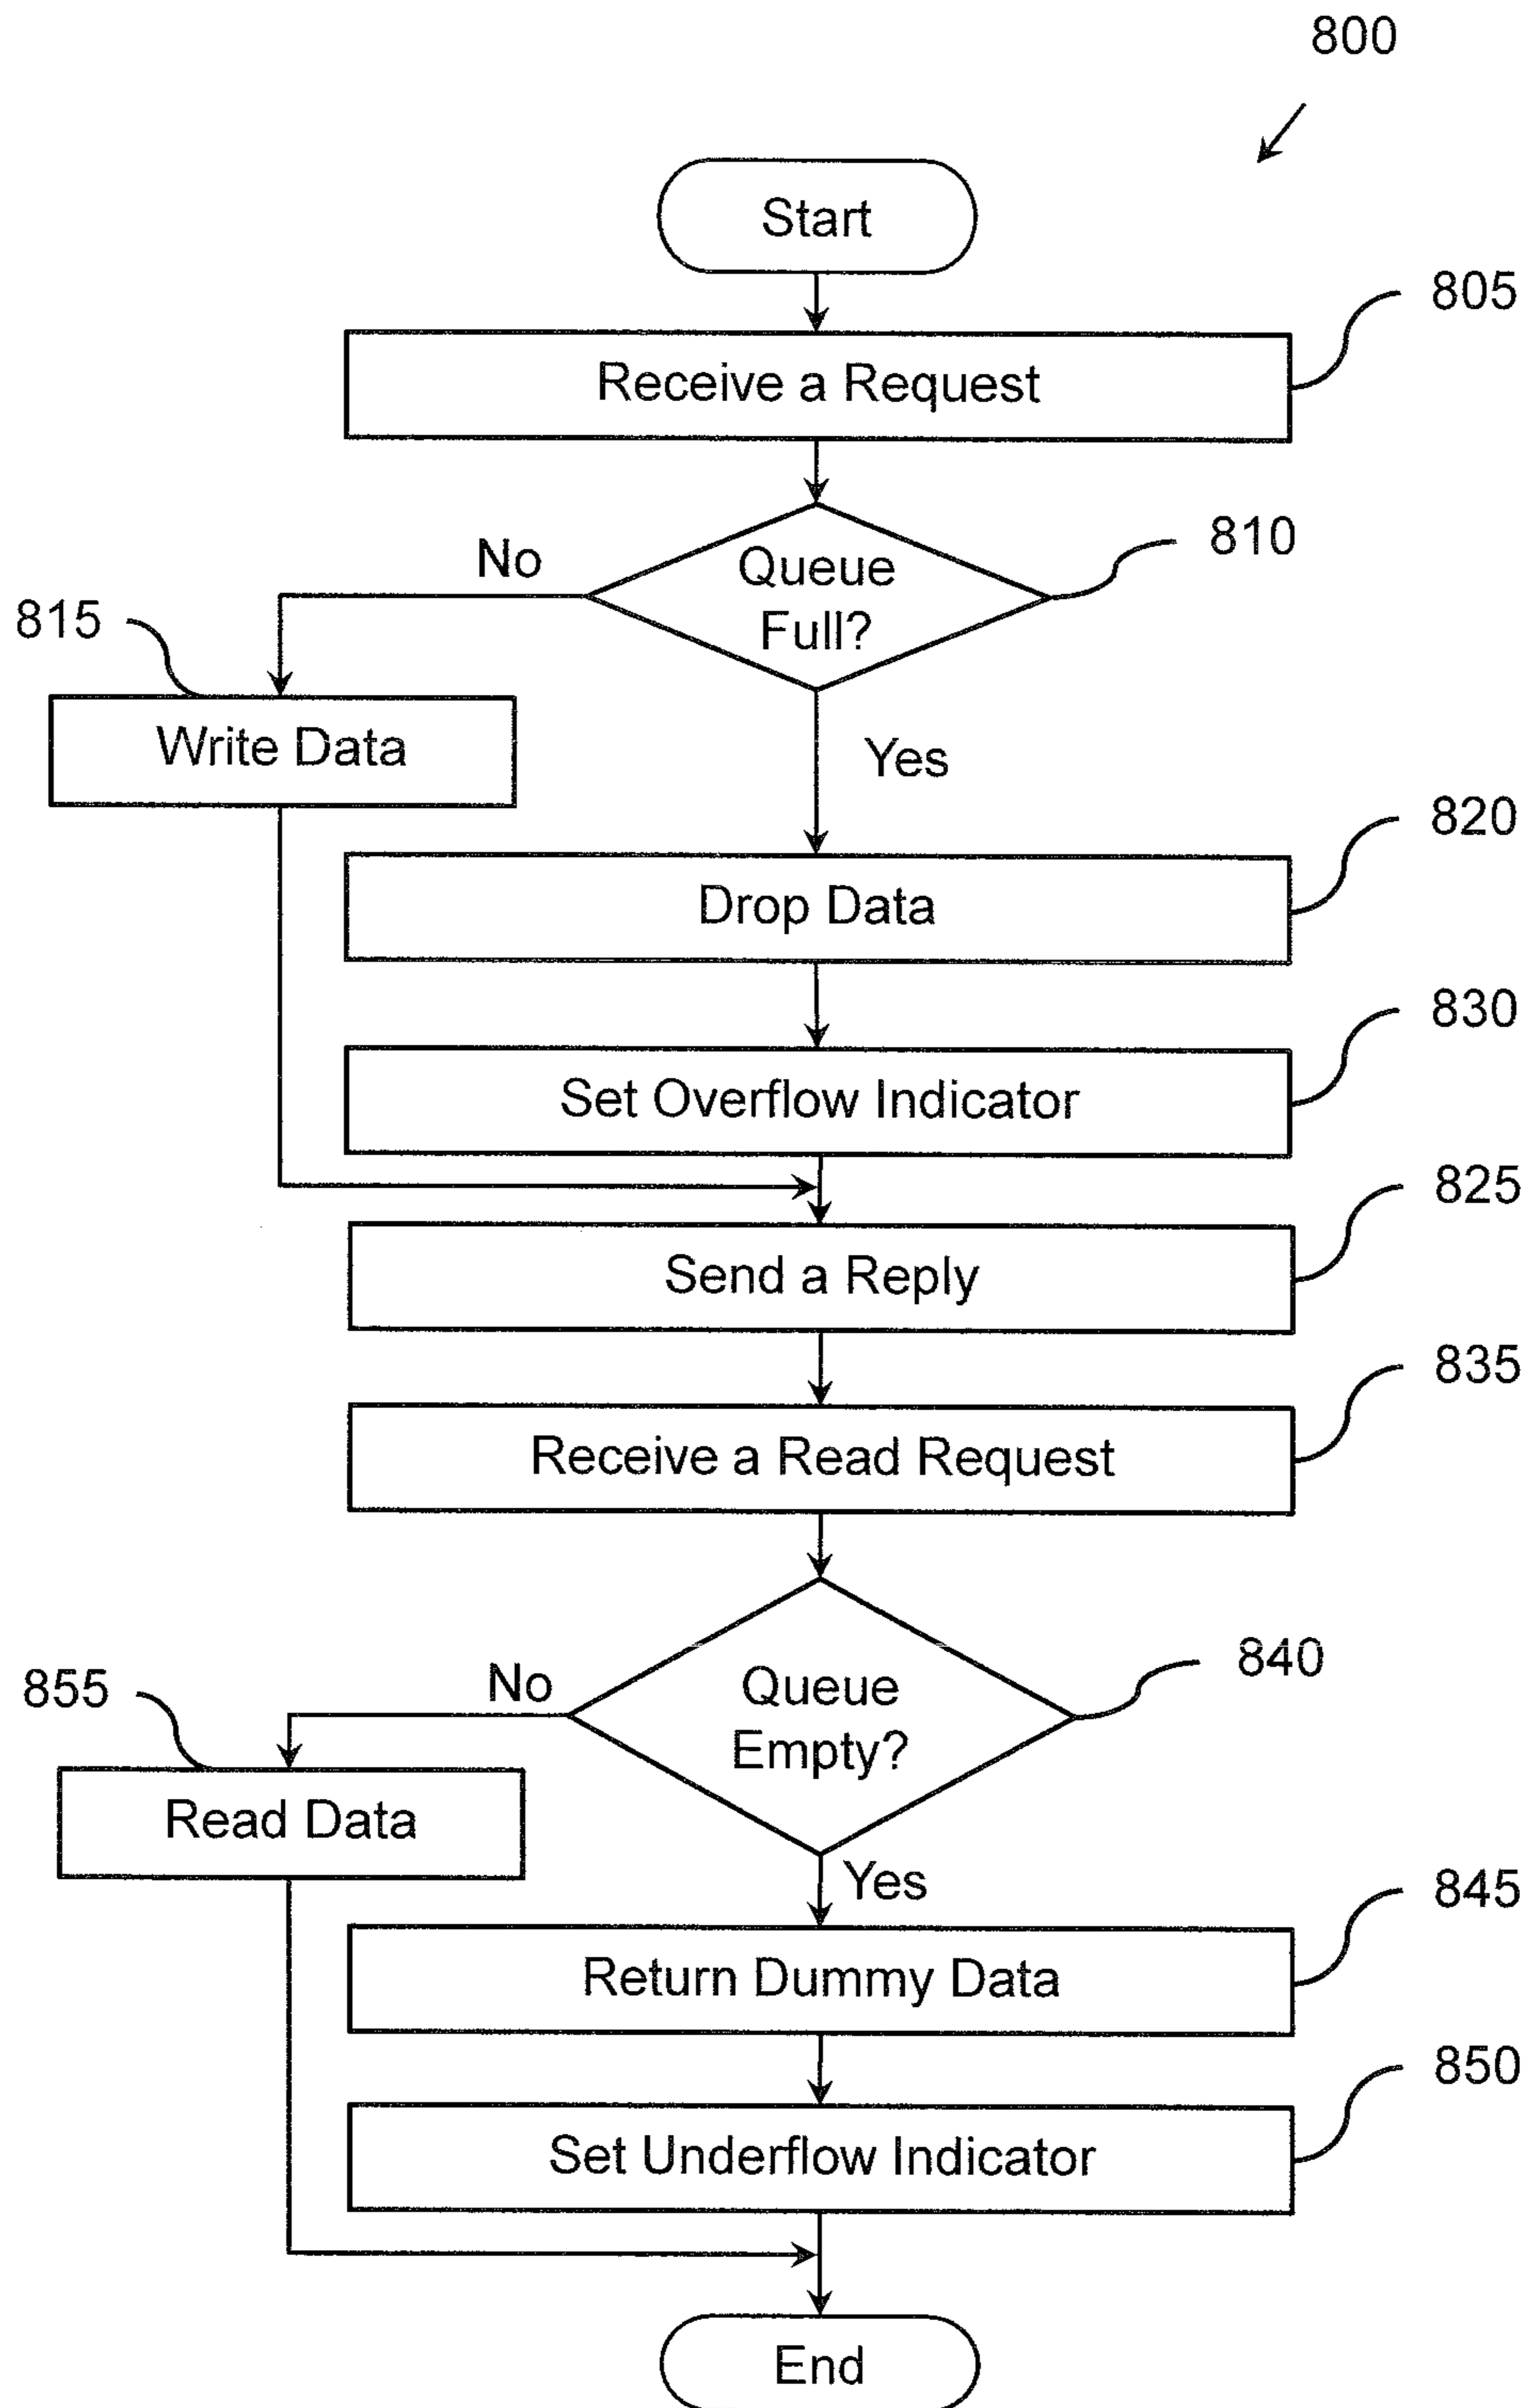 800
Start
805
Receive a Request
810
No
Queue
Full?
815
Write Data
Yes
820
Drop Data
830
Set Overflow Indicator
825
Send a Reply
835
Receive a Read Request
840
No
Queue
Empty?
855
Read Data
Yes
845
Return Dummy Data
850
Set Underflow Indicator
End